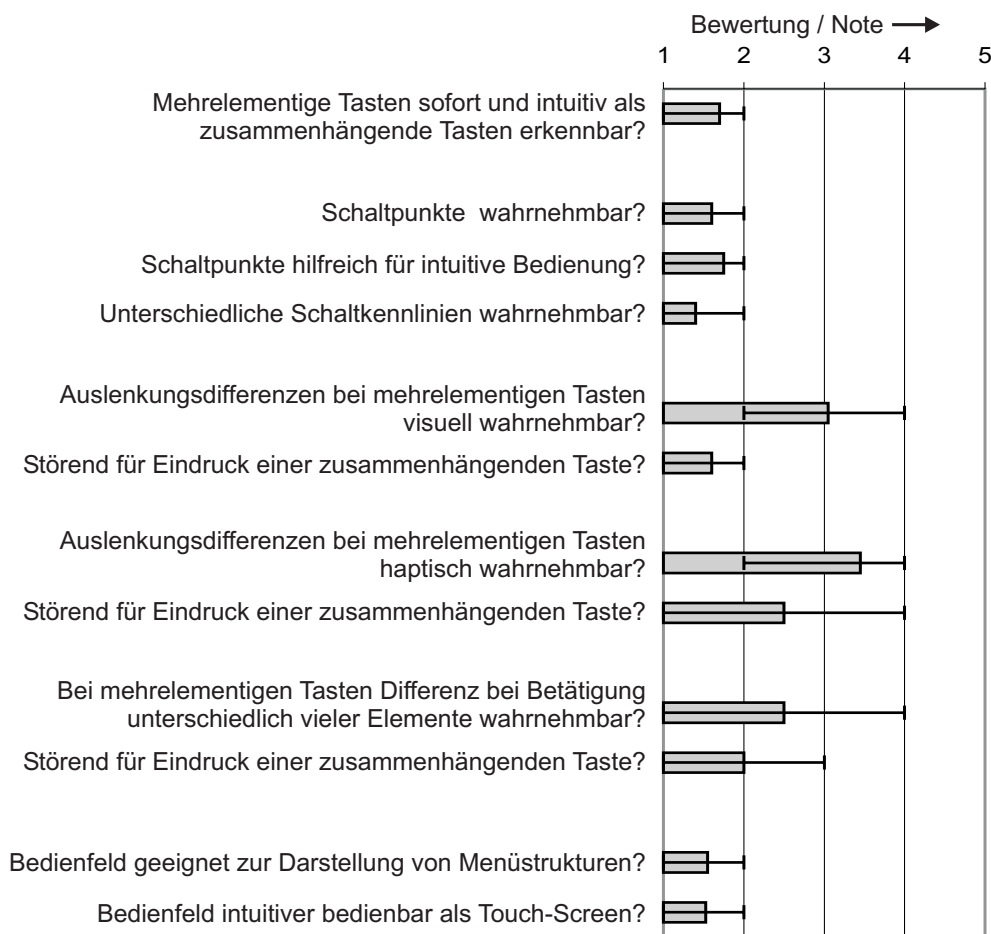 Bewertung / Note
1 2 3 4 5
Mehrelementige Tasten sofort und intuitiv als
zusammenhängende Tasten erkennbar?
Schaltpunkte wahrnehmbar?
Schaltpunkte hilfreich für intuitive Bedienung?
Unterschiedliche Schaltkennlinien wahrnehmbar?
Auslenkungsdifferenzen bei mehrelementigen Tasten
visuell wahrnehmbar?
Störend für Eindruck einer zusammenhängenden Taste?
Auslenkungsdifferenzen bei mehrelementigen Tasten
haptisch wahrnehmbar?
Störend für Eindruck einer zusammenhängenden Taste?
Bei mehrelementigen Tasten Differenz bei Betätigung
unterschiedlich vieler Elemente wahrnehmbar?
Störend für Eindruck einer zusammenhängenden Taste?
Bedienfeld geeignet zur Darstellung von Menüstrukturen?
Bedienfeld intuitiver bedienbar als Touch-Screen?